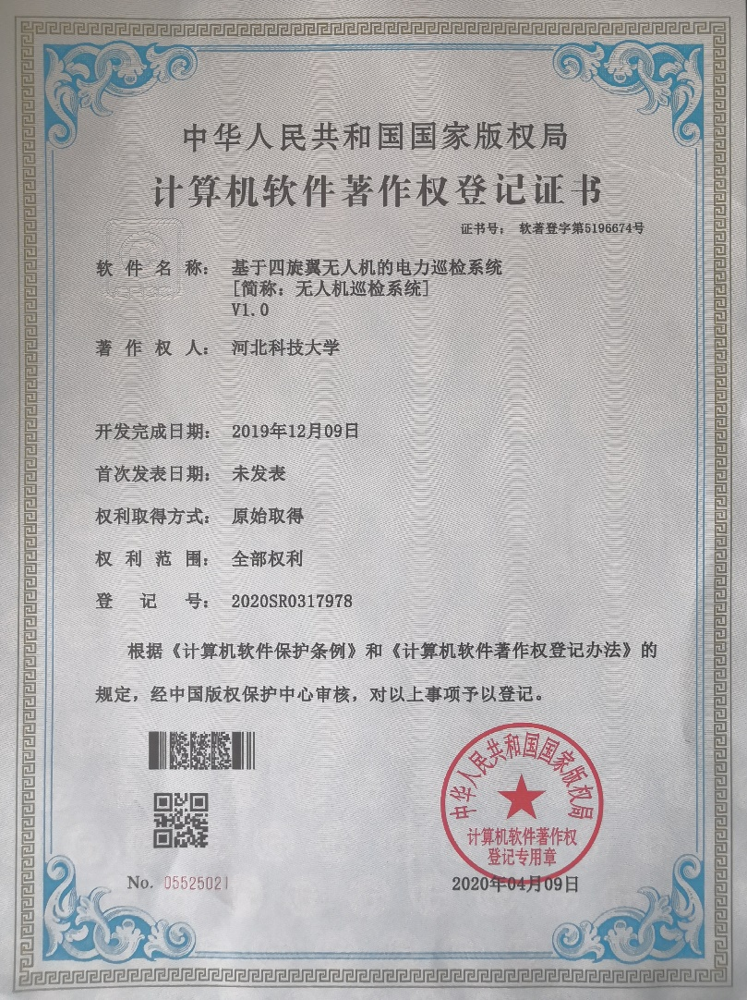 中华人民共和国国家版权局
计算机软件著作权登记证书
证书号： 软著登字第5196674号
软件名称： 基于四旋翼无人机的电力巡检系统
[简称：无人机巡检系统]
V1.0
著作权人： 河北科技大学
开发完成日期： 2019年12月09日
首次发表日期： 未发表
权利取得方式： 原始取得
权利范围： 全部权利
登记号： 2020SR0317978
根据《计算机软件保护条例》和《计算机软件著作权登记办法》的
规定，经中国版权保护中心审核，对以上事项予以登记。
中华人民共和国国家版权局
计算机软件著作权
登记专用章
No. 05525021
2020年04月09日